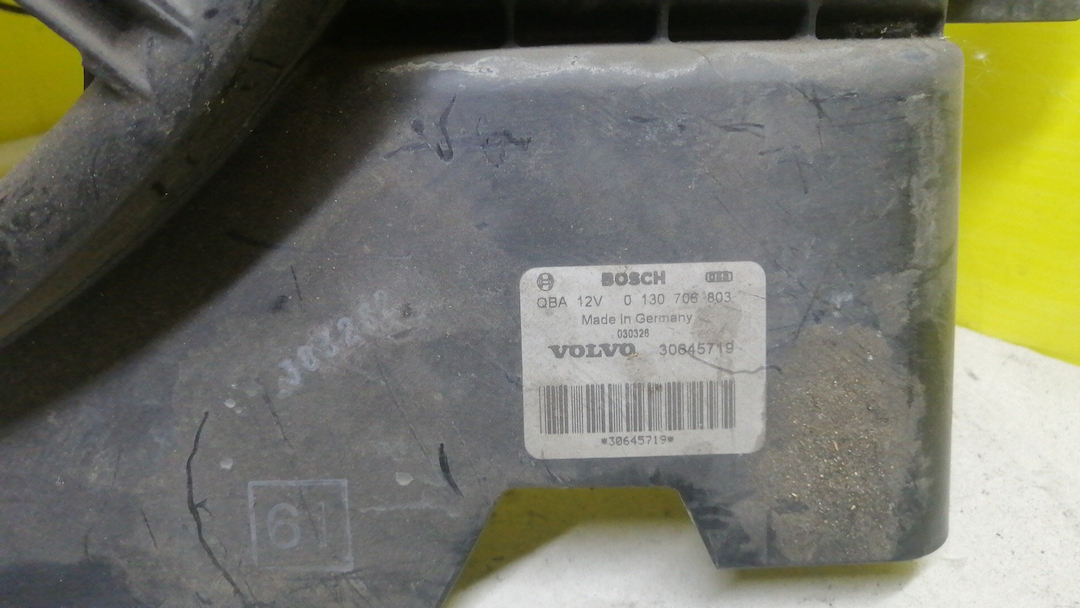 BOSCH
QBA 12V 0 130 706 803
Made in Germany
030326
VOLVO 30645719
*30645719*
61